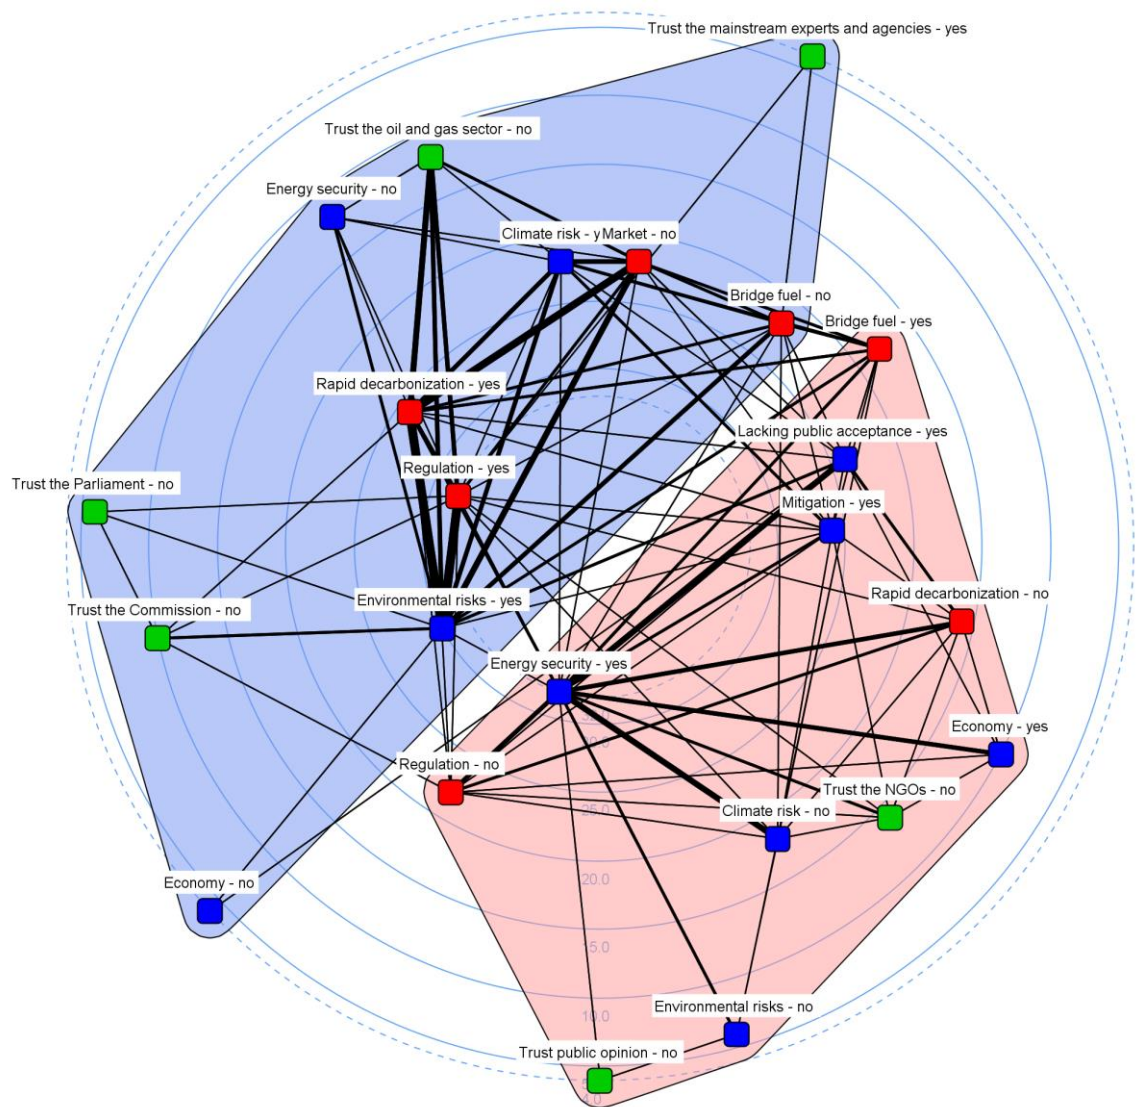 Trust the mainstream experts and agencies - yes
Trust the oil and gas sector - no
Energy security - no
Climate risk - y
Market - no
Bridge fuel - no
Bridge fuel - yes
Rapid decarbonization - yes
Lacking public acceptance - yes
Regulation - yes
Trust the Parliament - no
Mitigation - yes
Rapid decarbonization - no
Environmental risks - yes
Trust the Commission - no
Energy security - yes
Economy - yes
30.0
Regulation - no
Trust the NGOs - no
Climate risk - no
25.0
20.0
Economy - no
15.0
Environmental risks - no
10.0
Trust public opinion - no
4.0